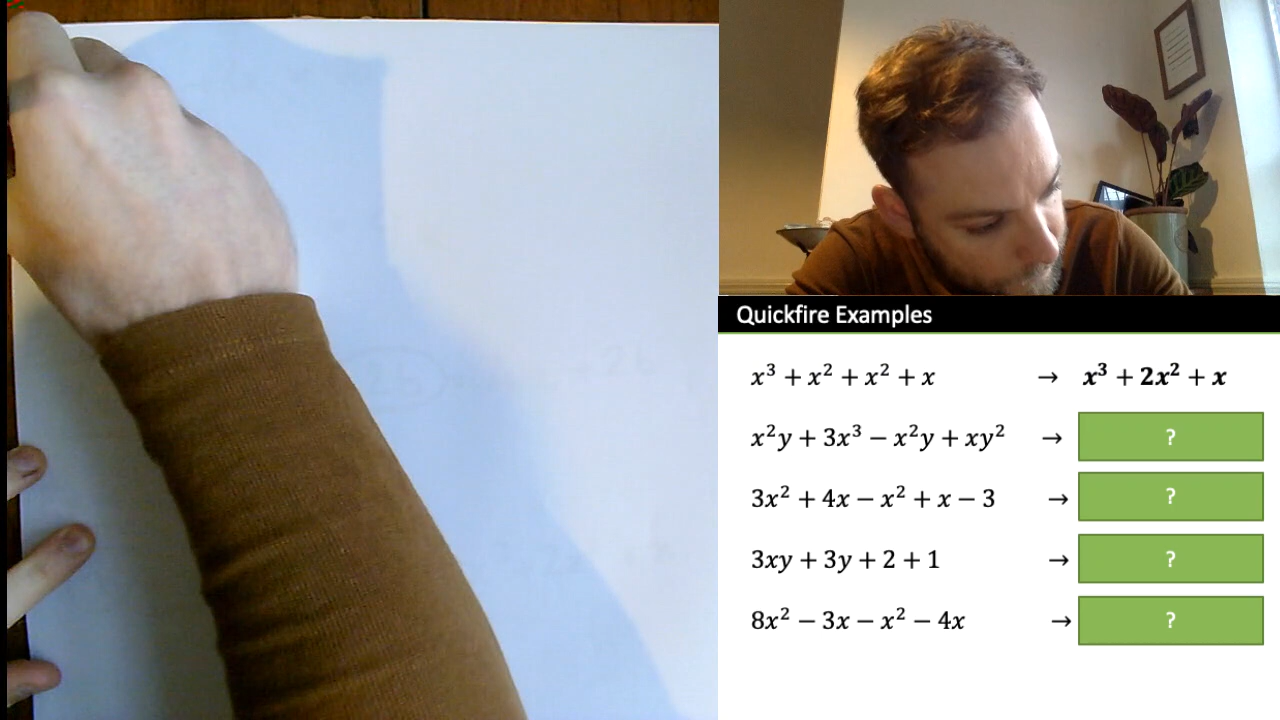 Quickfire Examples
x³ + x² + x² + x → x³ + 2x² + x
x²y + 3x³ − x²y + xy² → ?
3x² + 4x − x² + x − 3 → ?
3xy + 3y + 2 + 1 → ?
8x² − 3x − x² − 4x → ?